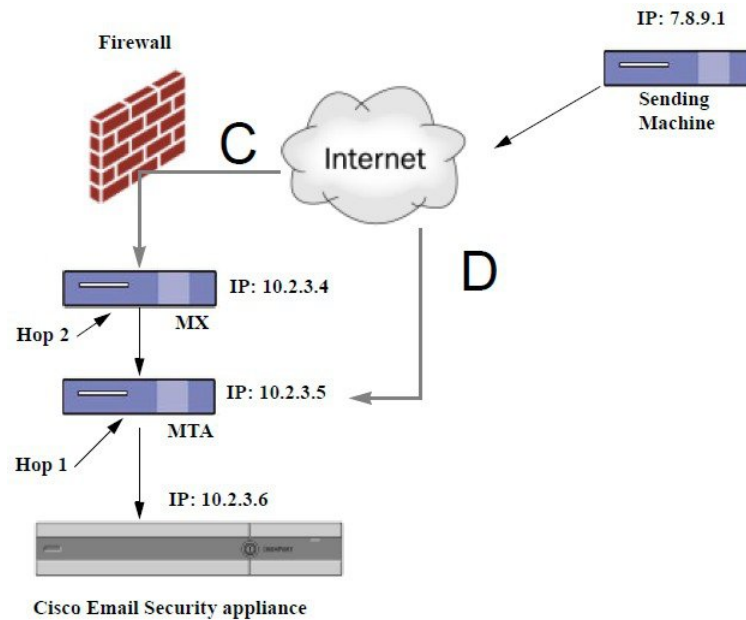 IP: 7.8.9.1
Firewall
Sending
Machine
C
Internet
D
IP: 10.2.3.4
MX
Hop 2
IP: 10.2.3.5
MTA
Hop 1
IP: 10.2.3.6
Cisco Email Security appliance